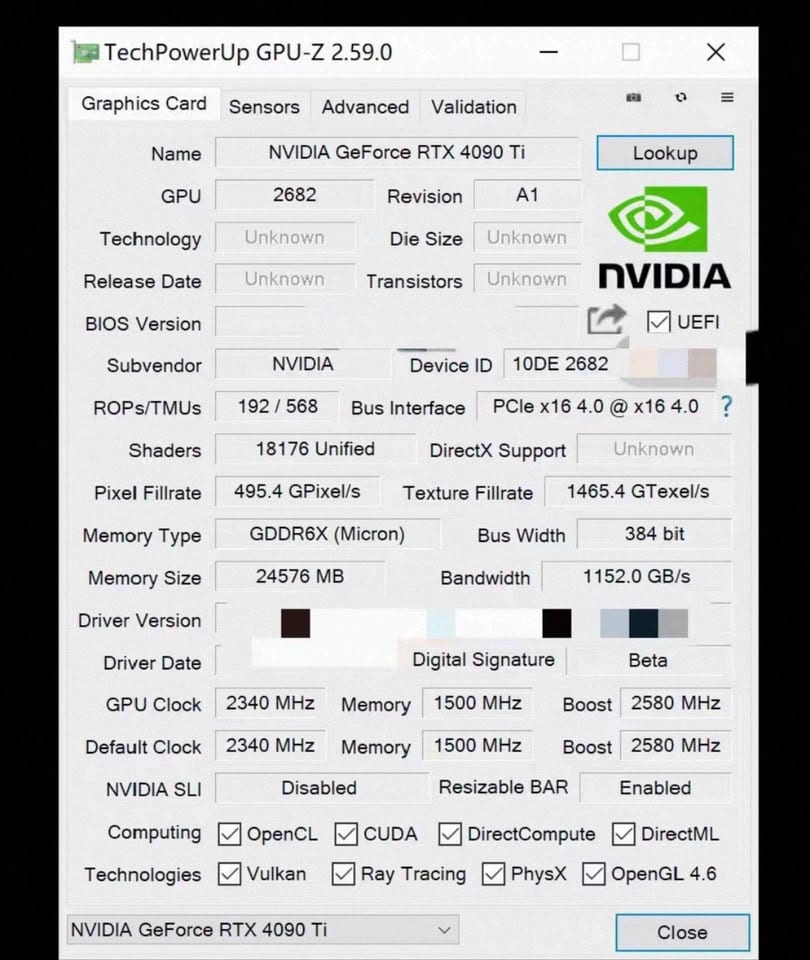 TechPowerUp GPU-Z 2.59.0
Graphics Card Sensors Advanced Validation
Name NVIDIA GeForce RTX 4090 Ti Lookup
GPU 2682 Revision A1
Technology Unknown Die Size Unknown
Release Date Unknown Transistors Unknown
NVIDIA
BIOS Version UEFI
Subvendor NVIDIA Device ID 10DE 2682
ROPs/TMUs 192 / 568 Bus Interface PCIe x16 4.0 @ x16 4.0 ?
Shaders 18176 Unified DirectX Support Unknown
Pixel Fillrate 495.4 GPixel/s Texture Fillrate 1465.4 GTexel/s
Memory Type GDDR6X (Micron) Bus Width 384 bit
Memory Size 24576 MB Bandwidth 1152.0 GB/s
Driver Version
Driver Date Digital Signature Beta
GPU Clock 2340 MHz Memory 1500 MHz Boost 2580 MHz
Default Clock 2340 MHz Memory 1500 MHz Boost 2580 MHz
NVIDIA SLI Disabled Resizable BAR Enabled
Computing OpenCL CUDA DirectCompute DirectML
Technologies Vulkan Ray Tracing PhysX OpenGL 4.6
NVIDIA GeForce RTX 4090 Ti Close